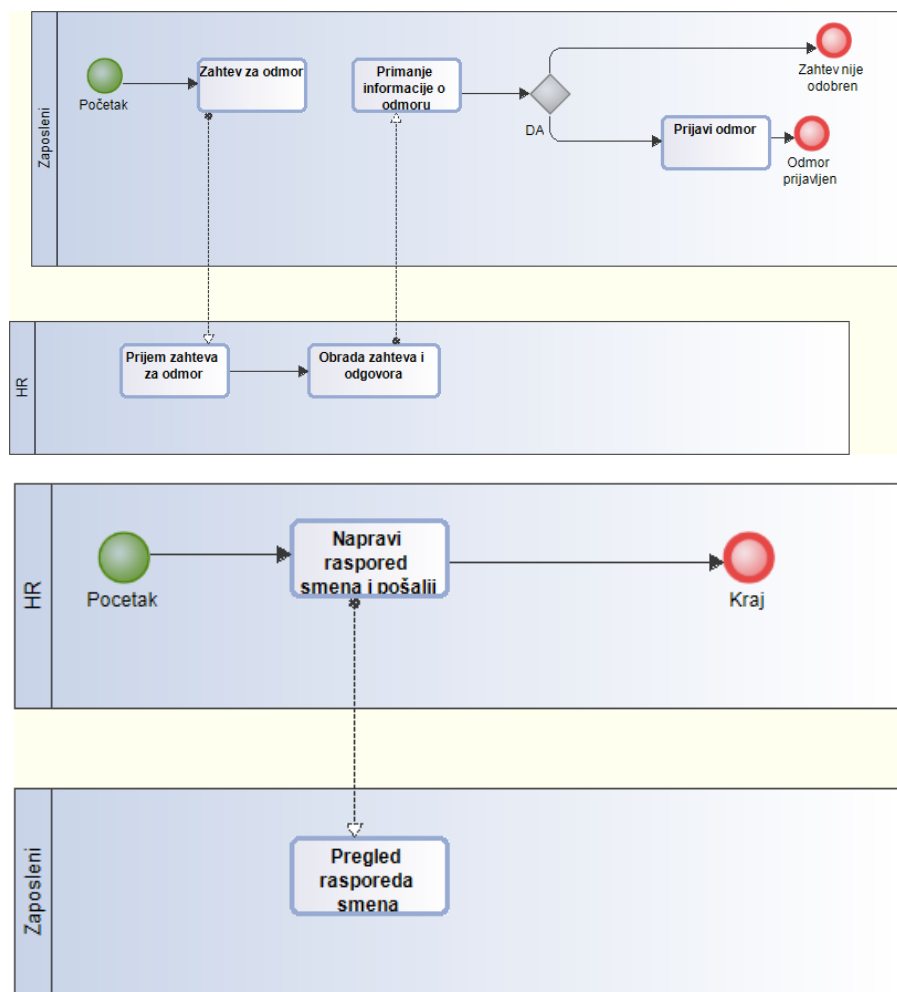 Zaposleni
Početak
Zahtev za odmor
Primanje
informacije o
odmoru
DA
Zahtev nije
odobren
Prijavi odmor
Odmor
prijavljen
HR
Prijem zahteva
za odmor
Obrada zahteva i
odgovora
HR
Pocetak
Napravi
raspored
smena i pošalji
Kraj
Zaposleni
Pregled
rasporeda
smena